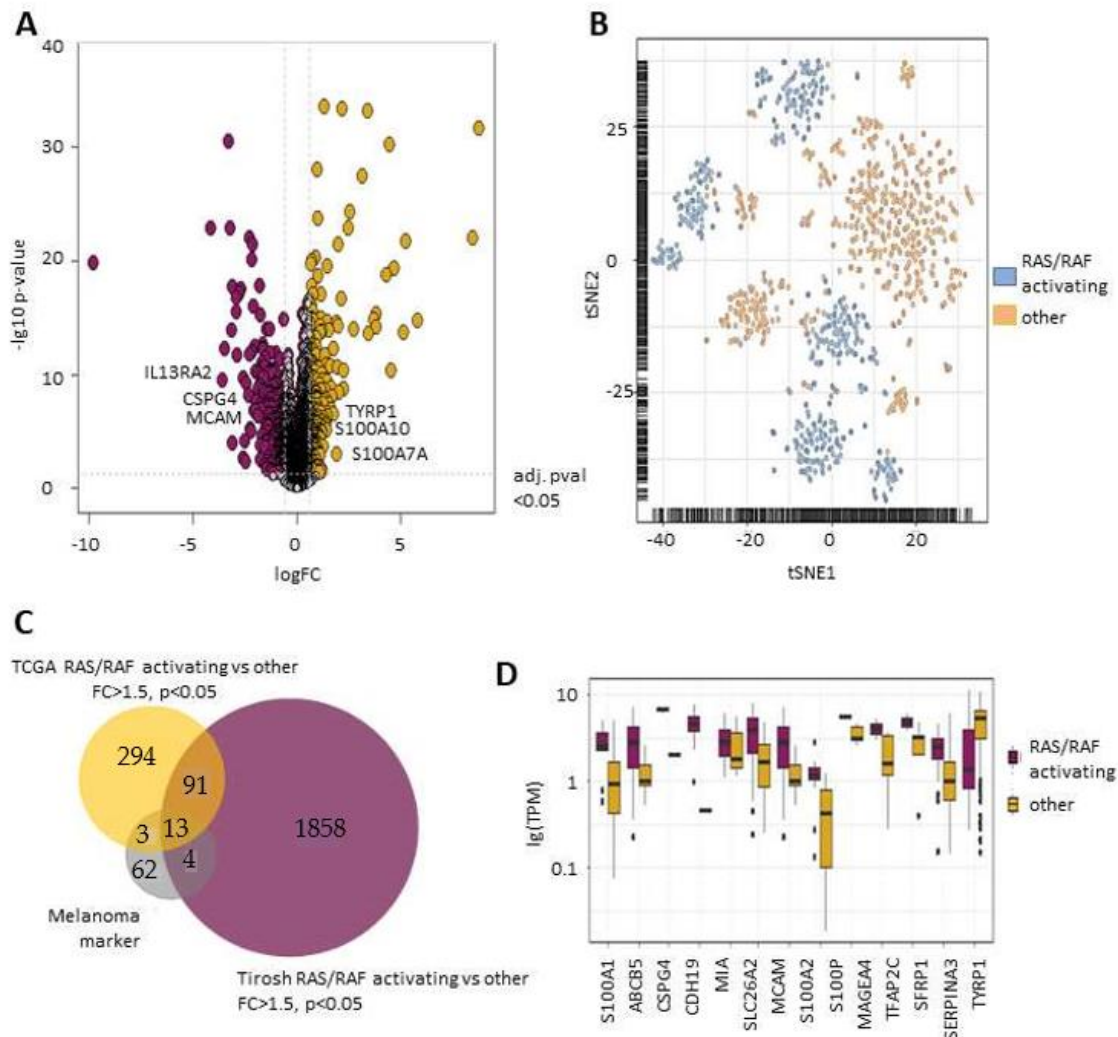 A
40
30
20
10
0
-lg10 p-value
IL13RA2
CSPG4
MCAM
TYRP1
S100A10
S100A7A
adj. pval
<0.05
-10
-5
0
5
logFC
B
25
0
-25
tSNE2
-40
-20
0
20
tSNE1
RAS/RAF
activating
other
C
TCGA RAS/RAF activating vs other
FC>1.5, p<0.05
294
91
3
13
1858
62
4
Melanoma
marker
Tirosh RAS/RAF activating vs other
FC>1.5, p<0.05
D
10
1
0.1
lg(TPM)
S100A1
ABCB5
CSPG4
CDH19
MIA
SLC26A2
MCAM
S100A2
S100P
MAGEA4
TFAP2C
SFRP1
SERPINA3
TYRP1
RAS/RAF
activating
other